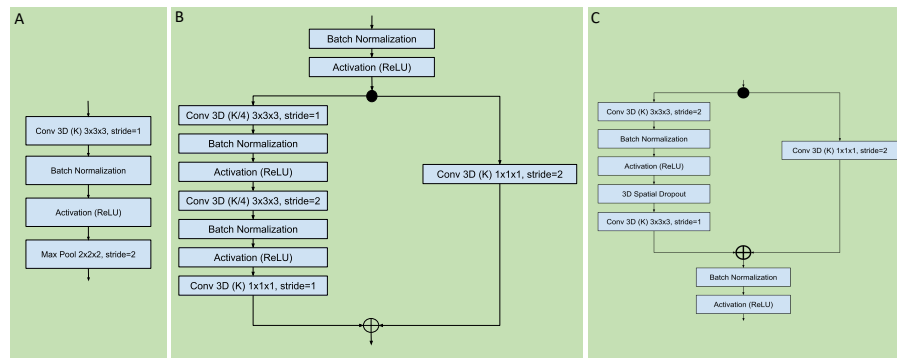 A
Conv 3D (K) 3x3x3, stride=1
Batch Normalization
Activation (ReLU)
Max Pool 2x2x2, stride=2
B
Batch Normalization
Activation (ReLU)
Conv 3D (K/4) 3x3x3, stride=1
Batch Normalization
Activation (ReLU)
Conv 3D (K/4) 3x3x3, stride=2
Batch Normalization
Activation (ReLU)
Conv 3D (K) 1x1x1, stride=1
Conv 3D (K) 1x1x1, stride=2
C
Conv 3D (K) 3x3x3, stride=2
Batch Normalization
Activation (ReLU)
3D Spatial Dropout
Conv 3D (K) 3x3x3, stride=1
Conv 3D (K) 1x1x1, stride=2
Batch Normalization
Activation (ReLU)